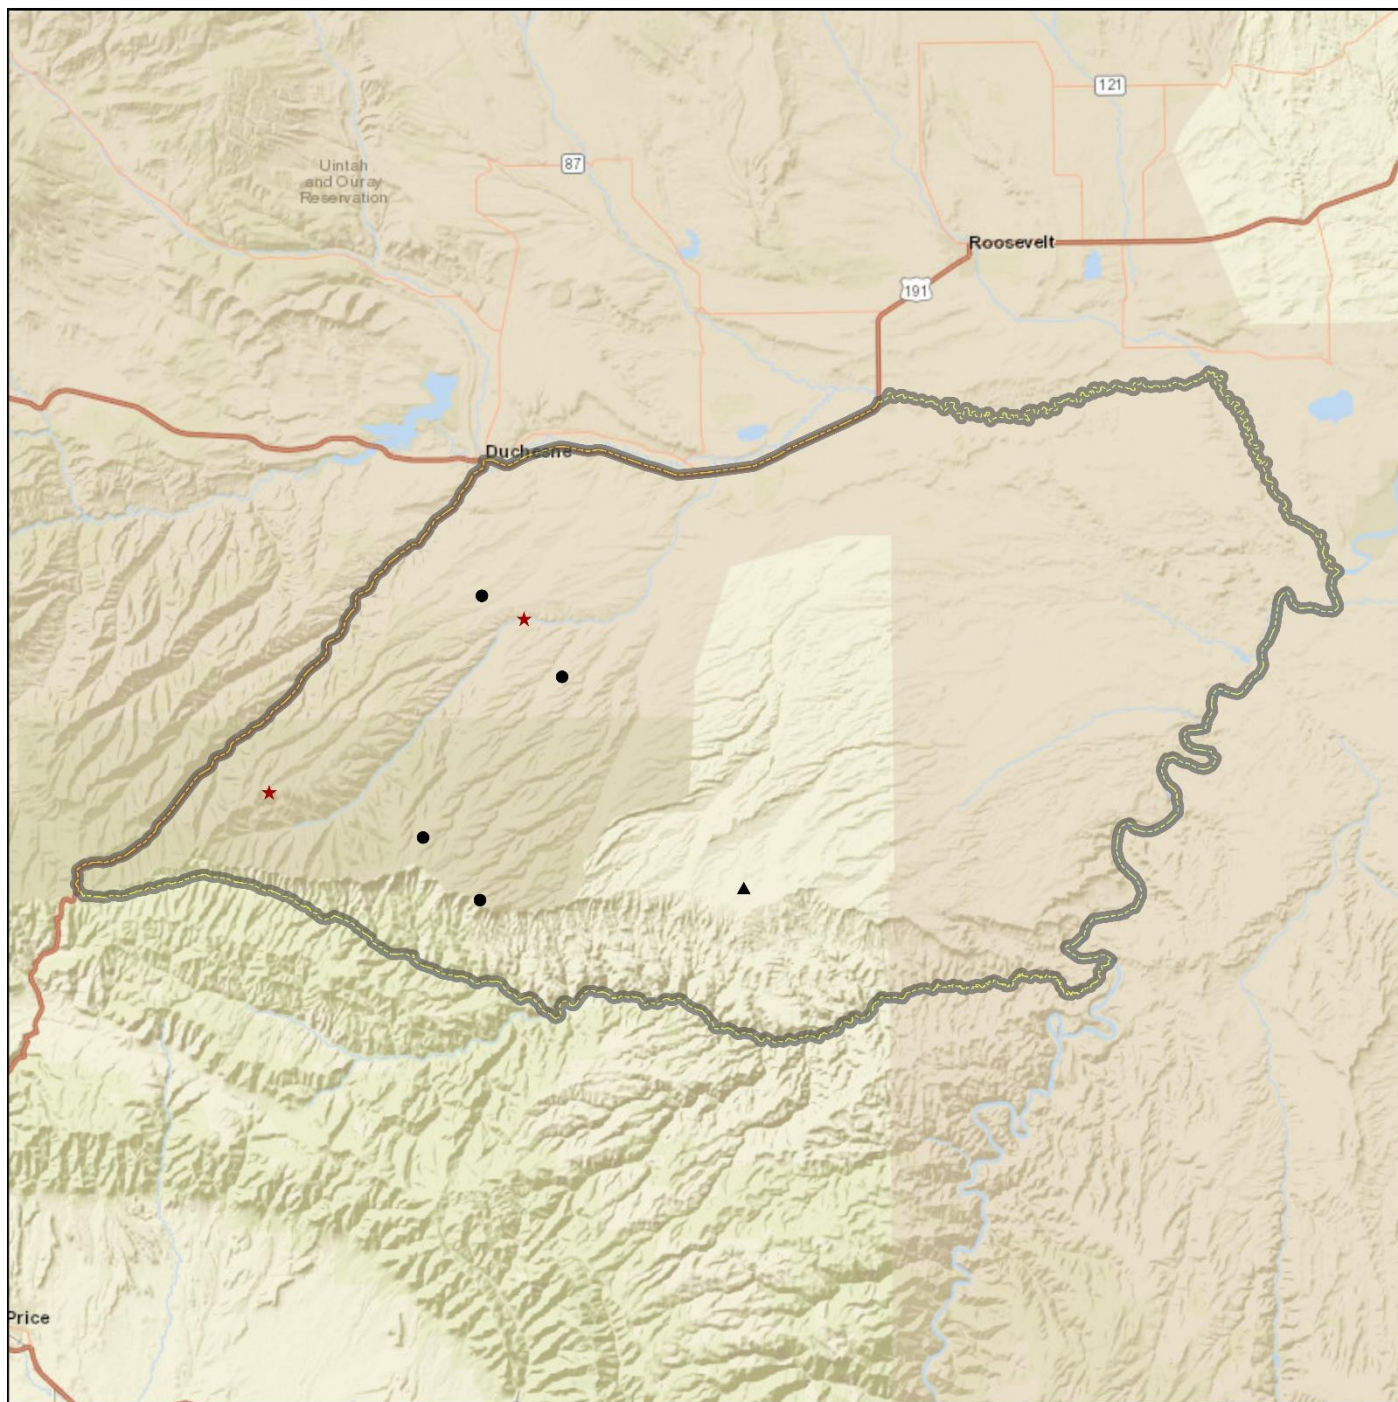 121
87
Uintah
and Ouray
Reservation
Roosevelt
191
Duchesne
Price